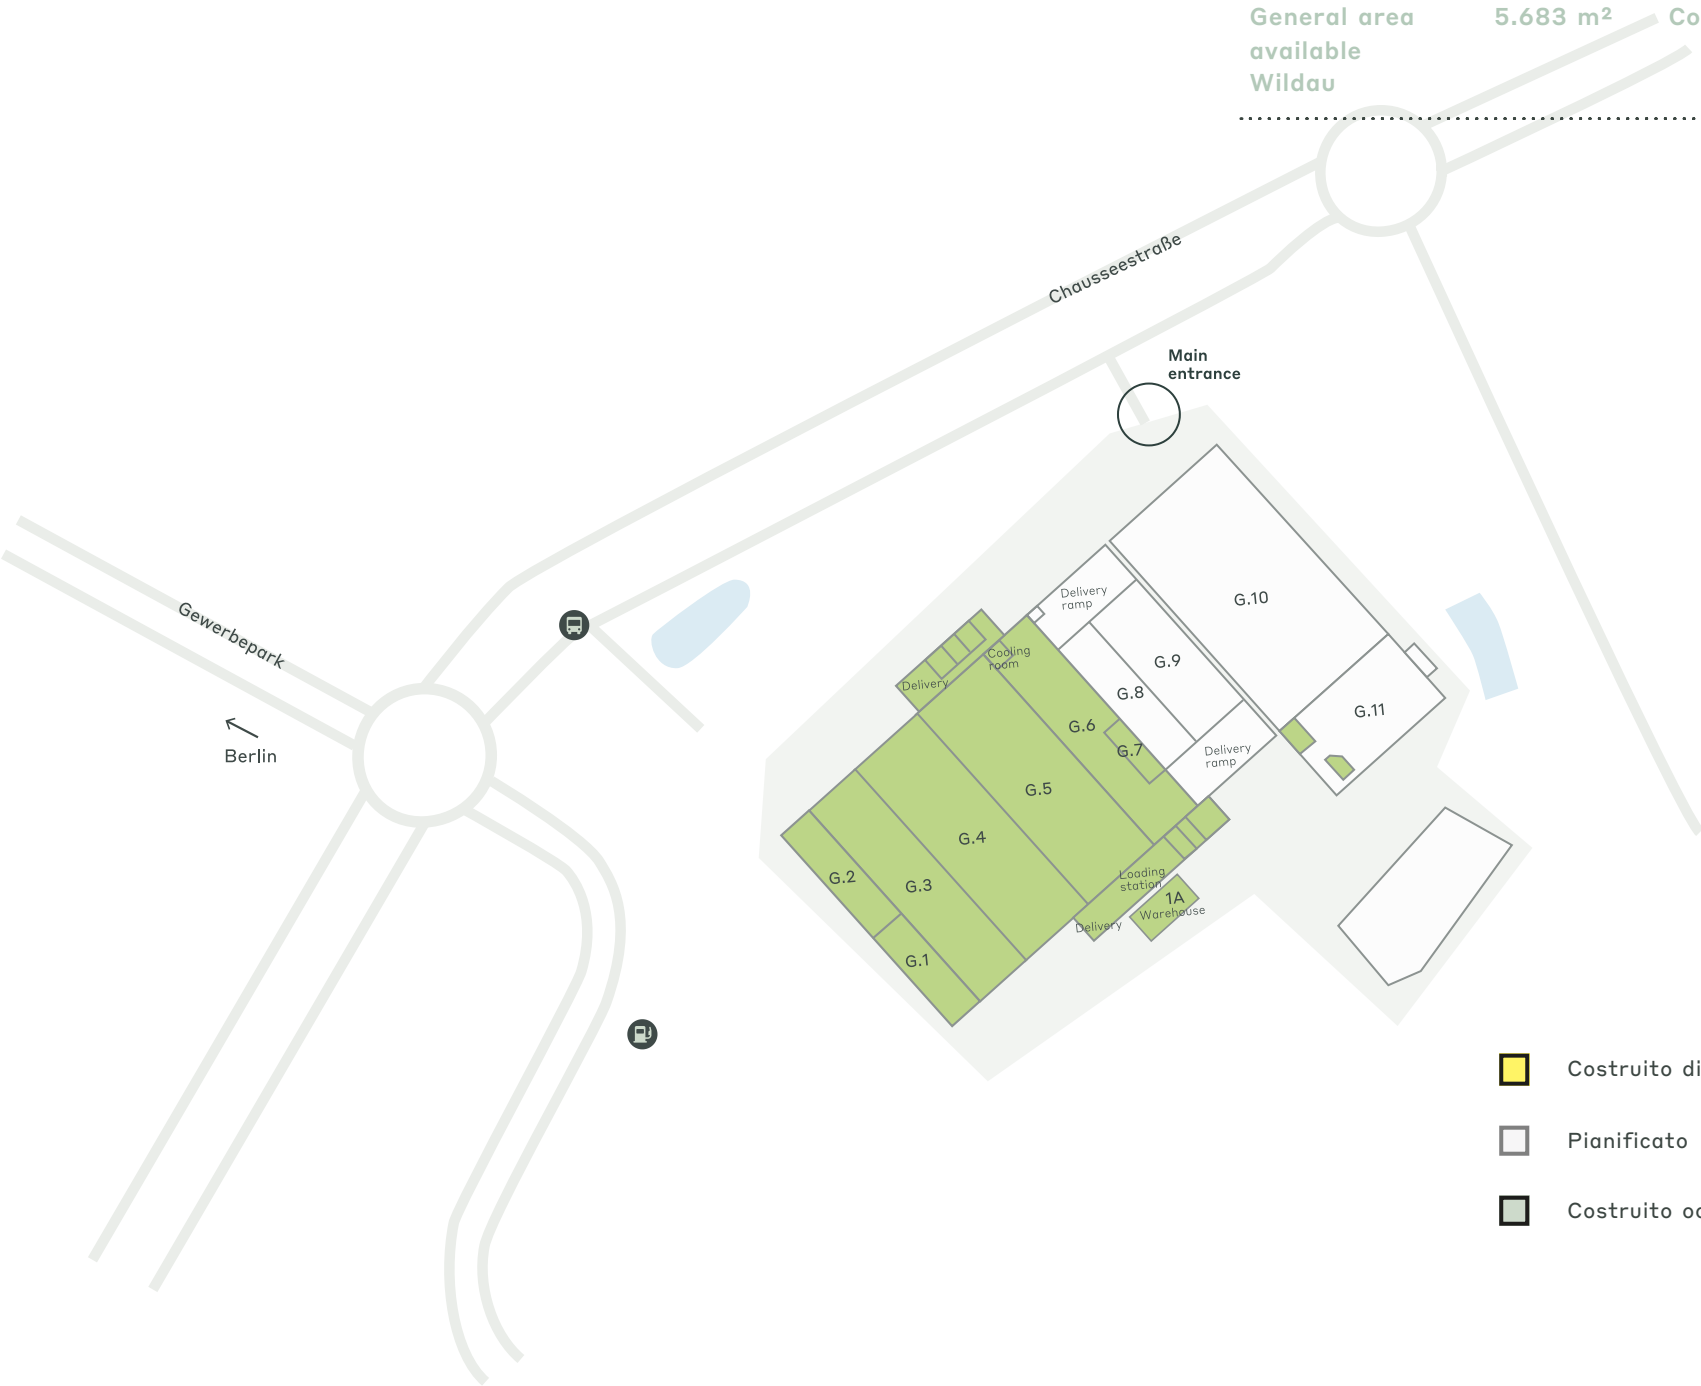 General area 5.683 m²
available
Wildau
Chausseestraße
Main
entrance
Gewerbepark
Berlin
Delivery
ramp
G.10
G.9
G.8
G.11
Cooling
room
Delivery
G.6
G.7
Delivery
ramp
G.5
G.4
G.3
G.2
G.1
Loading
station
1A
Warehouse
Delivery
Costruito
Pianificato
Costruito